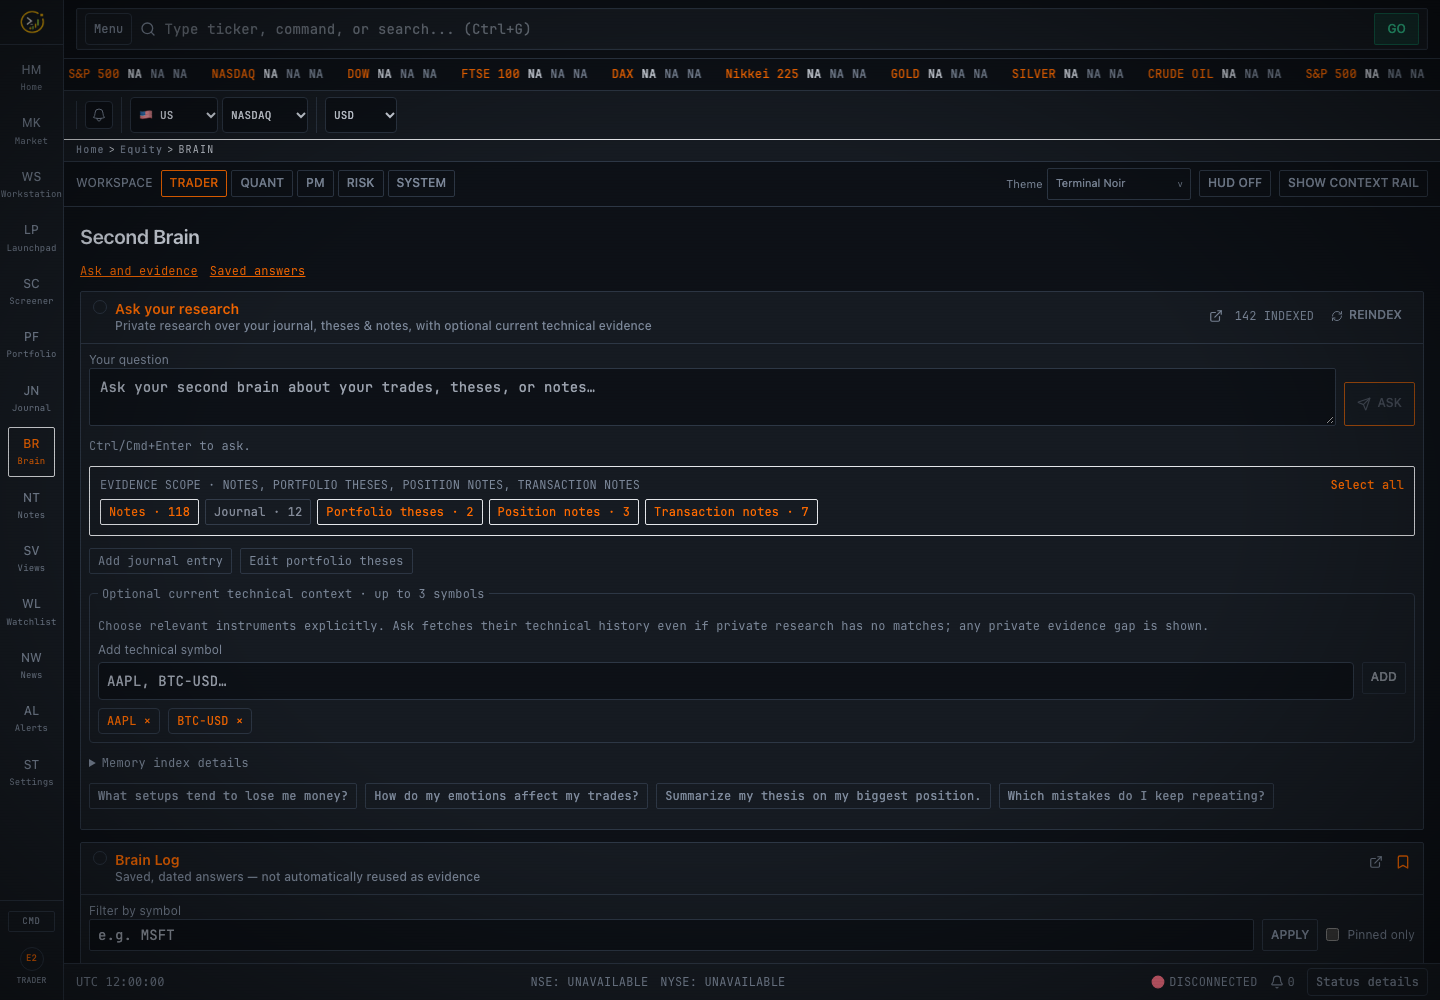 Menu
Type ticker, command, or search... (Ctrl+G)
GO
S&P 500 NA NA NA NASDAQ NA NA NA DOW NA NA NA FTSE 100 NA NA NA DAX NA NA NA Nikkei 225 NA NA NA GOLD NA NA NA SILVER NA NA NA CRUDE OIL NA NA NA S&P 500 NA NA NA
US
NASDAQ
USD
Home > Equity > BRAIN
WORKSPACE TRADER QUANT PM RISK SYSTEM
Theme Terminal Noir v HUD OFF SHOW CONTEXT RAIL
HM
Home
MK
Market
WS
Workstation
LP
Launchpad
SC
Screener
PF
Portfolio
JN
Journal
BR
Brain
NT
Notes
SV
Views
WL
Watchlist
NW
News
AL
Alerts
ST
Settings
CMD
E2
TRADER
Second Brain
Ask and evidence Saved answers
Ask your research
Private research over your journal, theses & notes, with optional current technical evidence
142 INDEXED REINDEX
Your question
Ask your second brain about your trades, theses, or notes…
ASK
Ctrl/Cmd+Enter to ask.
EVIDENCE SCOPE · NOTES, PORTFOLIO THESES, POSITION NOTES, TRANSACTION NOTES
Select all
Notes · 118 Journal · 12 Portfolio theses · 2 Position notes · 3 Transaction notes · 7
Add journal entry Edit portfolio theses
Optional current technical context · up to 3 symbols
Choose relevant instruments explicitly. Ask fetches their technical history even if private research has no matches; any private evidence gap is shown.
Add technical symbol
AAPL, BTC-USD…
ADD
AAPL × BTC-USD ×
Memory index details
What setups tend to lose me money? How do my emotions affect my trades? Summarize my thesis on my biggest position. Which mistakes do I keep repeating?
Brain Log
Saved, dated answers — not automatically reused as evidence
Filter by symbol
e.g. MSFT
APPLY
Pinned only
UTC 12:00:00
NSE: UNAVAILABLE NYSE: UNAVAILABLE
DISCONNECTED 0 Status details